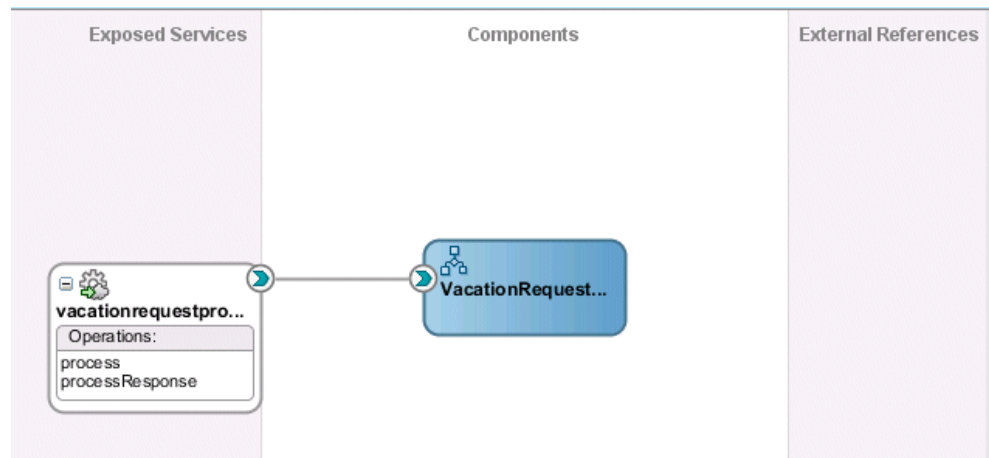 Exposed Services
Components
External References
VacationRequest...
vacationrequestpro...
Operations:
process
processResponse